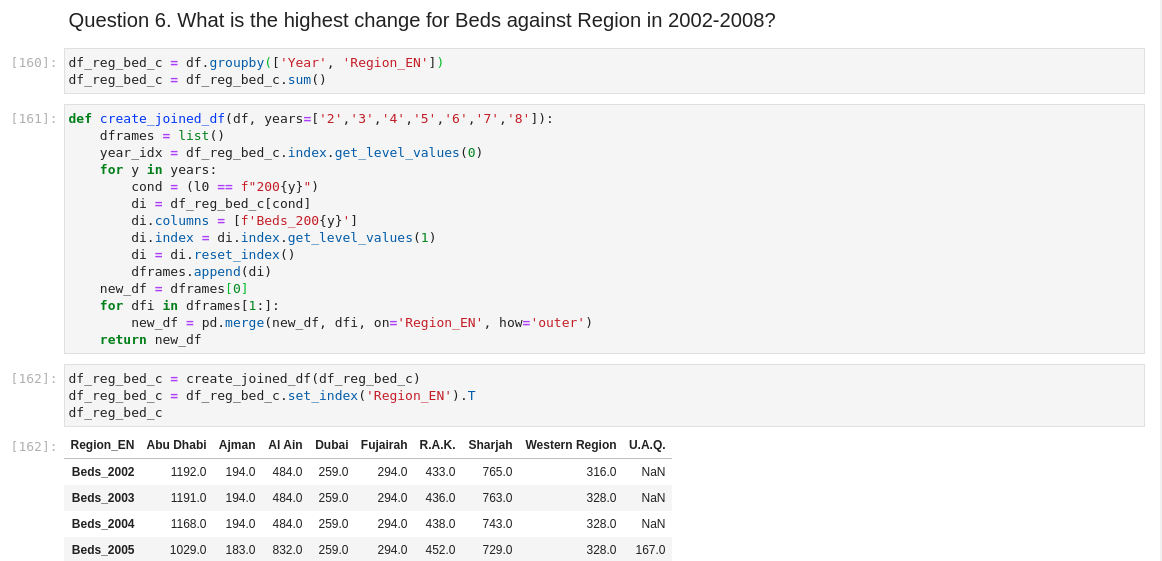 Question 6. What is the highest change for Beds against Region in 2002-2008?
[160]: df_reg_bed_c = df.groupby(['Year', 'Region_EN'])
df_reg_bed_c = df_reg_bed_c.sum()
[161]: def create_joined_df(df, years=['2','3','4','5','6','7','8']):
    dframes = list()
    year_idx = df_reg_bed_c.index.get_level_values(0)
    for y in years:
        cond = (l0 == f"200{y}")
        di = df_reg_bed_c[cond]
        di.columns = [f'Beds_200{y}']
        di.index = di.index.get_level_values(1)
        di = di.reset_index()
        dframes.append(di)
    new_df = dframes[0]
    for dfi in dframes[1:]:
        new_df = pd.merge(new_df, dfi, on='Region_EN', how='outer')
    return new_df
[162]: df_reg_bed_c = create_joined_df(df_reg_bed_c)
df_reg_bed_c = df_reg_bed_c.set_index('Region_EN').T
df_reg_bed_c
[162]: Region_EN Abu Dhabi Ajman Al Ain Dubai Fujairah R.A.K. Sharjah Western Region U.A.Q.
Beds_2002 1192.0 194.0 484.0 259.0 294.0 433.0 765.0 316.0 NaN
Beds_2003 1191.0 194.0 484.0 259.0 294.0 436.0 763.0 328.0 NaN
Beds_2004 1168.0 194.0 484.0 259.0 294.0 438.0 743.0 328.0 NaN
Beds_2005 1029.0 183.0 832.0 259.0 294.0 452.0 729.0 328.0 167.0